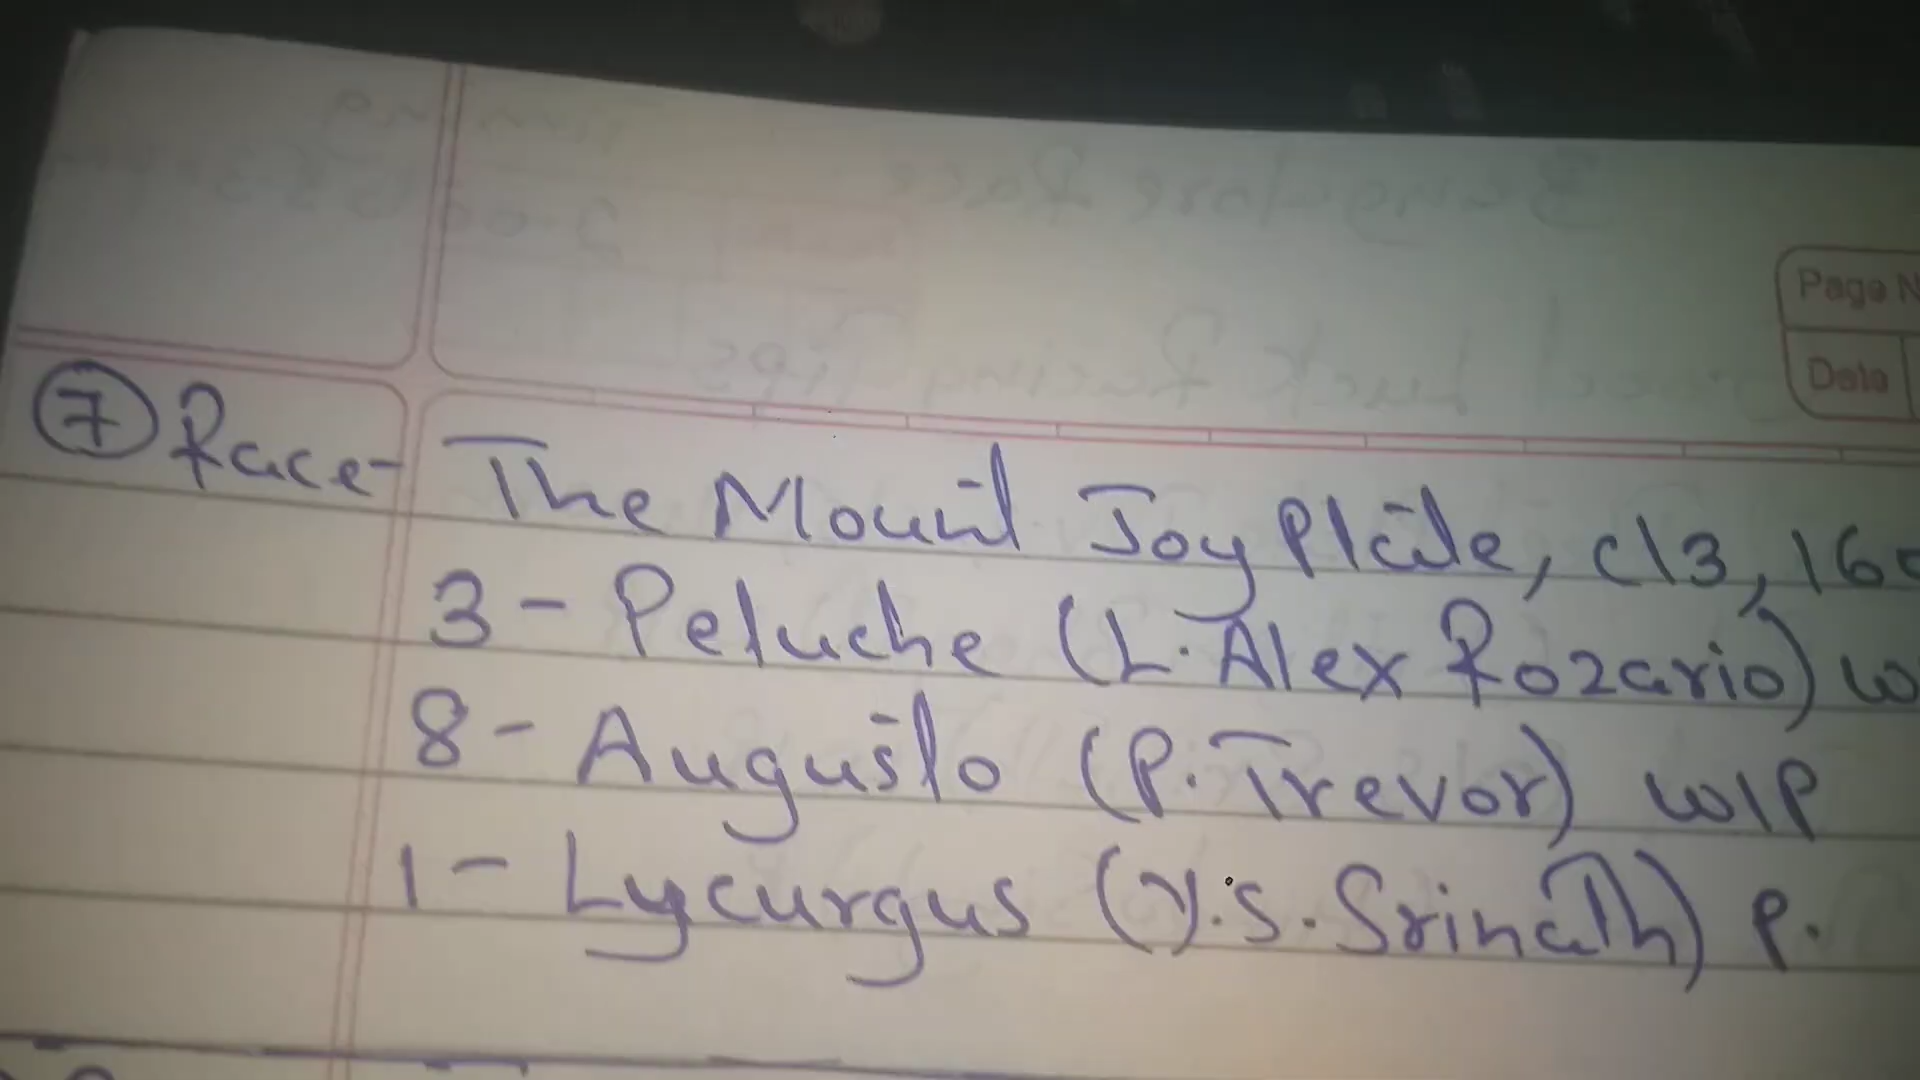 Page N
Date
⑦ Race - The Mount Joy Plate, cl3, 160
3 - Peluche (L. Alex Rozario) w
8 - Augusto (P. Trevor) w/P
1 - Lycurgus (Y.S. Srinath) P.